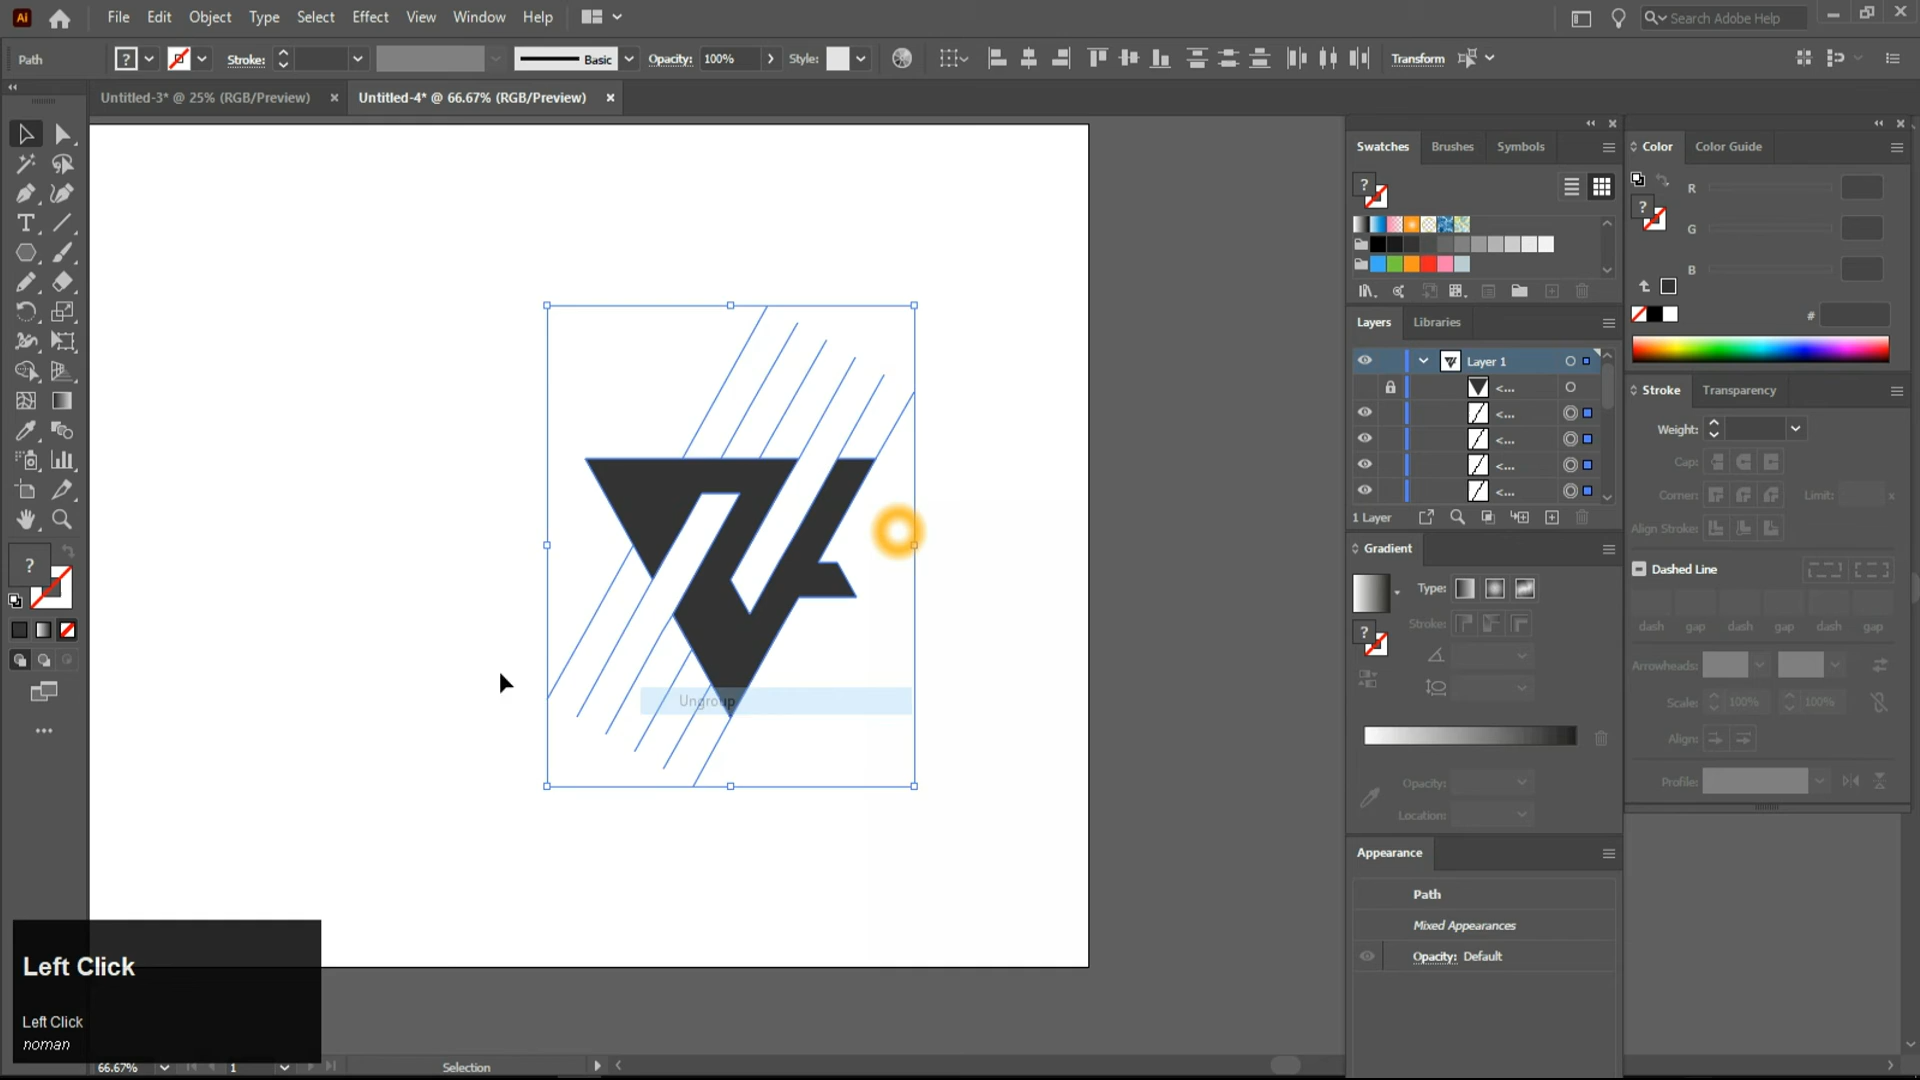 Ai File Edit Object Type Select Effect View Window Help Search Adobe Help
Path ? Stroke: Basic Opacity: 100% Style: Transform
Untitled-3* @ 25% (RGB/Preview) × Untitled-4* @ 66.67% (RGB/Preview) ×
Swatches Brushes Symbols
?
Layers Libraries
Layer 1
<...
<...
<...
<...
<...
1 Layer
Gradient
Type:
Stroke:
?
Opacity:
Location:
Appearance
Path
Mixed Appearances
Opacity: Default
Color Color Guide
R
G
B
?
#
Stroke Transparency
Weight:
Cap:
Corner: Limit: x
Align Stroke:
Dashed Line
dash gap dash gap dash gap
Arrowheads:
Scale: 100% 100%
Align:
Profile:
T
?
Ungroup
Left Click
Left Click
noman
66.67% 1 Selection